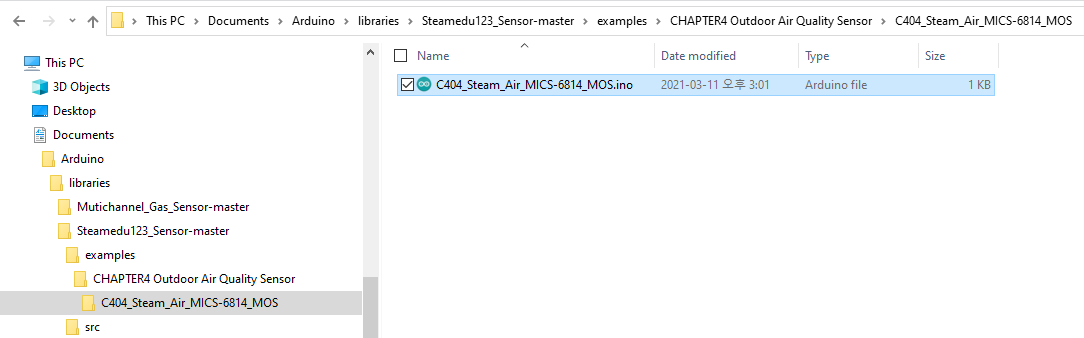 This PC > Documents > Arduino > libraries > Steamedu123_Sensor-master > examples > CHAPTER4 Outdoor Air Quality Sensor > C404_Steam_Air_MICS-6814_MOS
This PC
3D Objects
Desktop
Documents
Arduino
libraries
Mutichannel_Gas_Sensor-master
Steamedu123_Sensor-master
examples
CHAPTER4 Outdoor Air Quality Sensor
C404_Steam_Air_MICS-6814_MOS
src
Name Date modified Type Size
C404_Steam_Air_MICS-6814_MOS.ino 2021-03-11 오후 3:01 Arduino file 1 KB